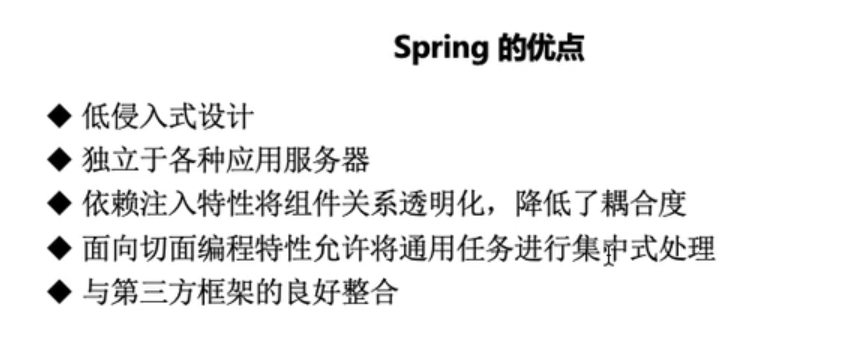 Spring 的优点
◆ 低侵入式设计
◆ 独立于各种应用服务器
◆ 依赖注入特性将组件关系透明化，降低了耦合度
◆ 面向切面编程特性允许将通用任务进行集中式处理
◆ 与第三方框架的良好整合